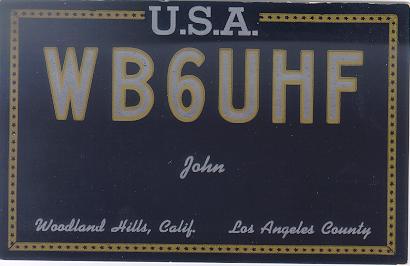 U.S.A.
WB6UHF
John
Woodland Hills, Calif. Los Angeles County